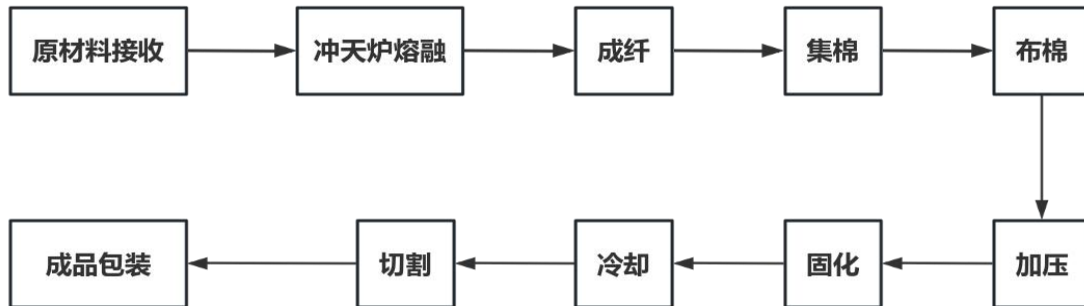 原材料接收
冲天炉熔融
成纤
集棉
布棉
加压
固化
冷却
切割
成品包装